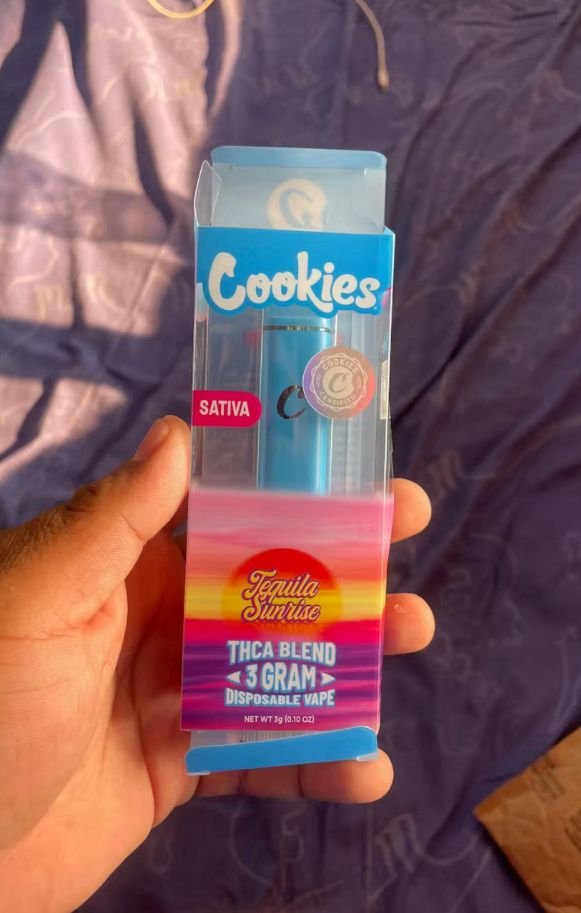 Cookies
COOKIES
C
CERTIFIED
SATIVA
C
Tequila
Sunrise
THCA BLEND
3 GRAM
DISPOSABLE VAPE
NET WT 3g (0.10 OZ)